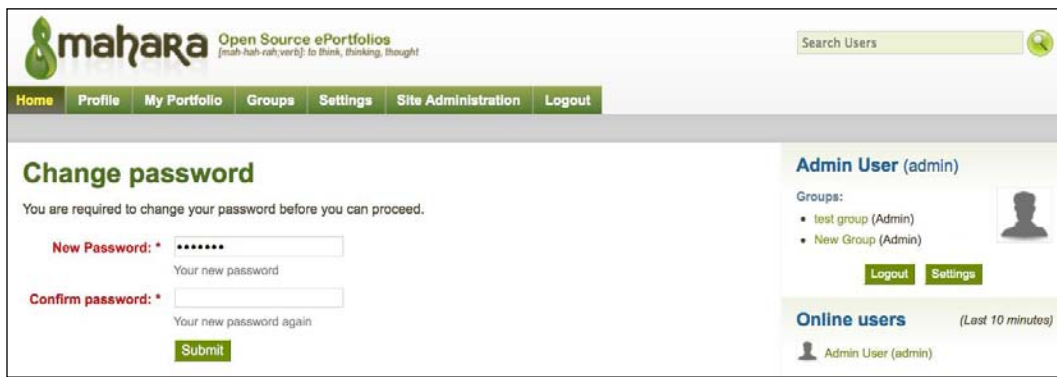 mahara Open Source ePortfolios
[mah-hah-rah;verb]: to think, thinking, thought
Search Users
Home Profile My Portfolio Groups Settings Site Administration Logout
Change password
You are required to change your password before you can proceed.
New Password: * •••••••
Your new password
Confirm password: *
Your new password again
Submit
Admin User (admin)
Groups:
• test group (Admin)
• New Group (Admin)
Logout Settings
Online users (Last 10 minutes)
Admin User (admin)